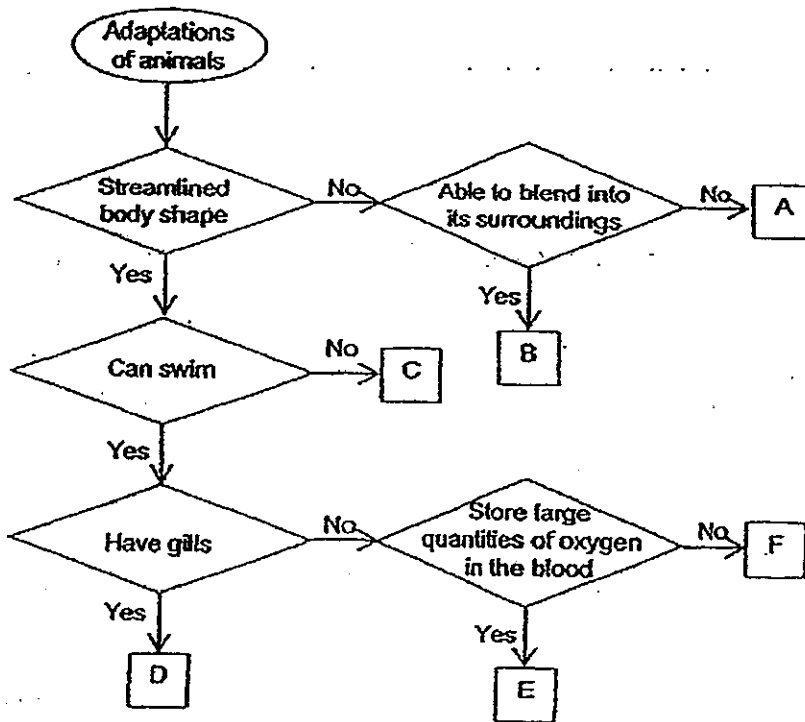 Adaptations
of animals
Streamlined
body shape
No
Able to blend into
its surroundings
No
A
Yes
Yes
B
Can swim
No
C
Yes
Have gills
No
Store large
quantities of oxygen
in the blood
No
F
Yes
D
Yes
E